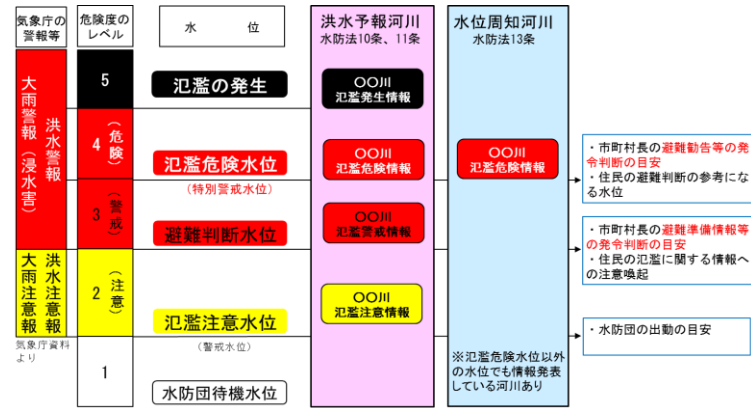 気象庁の
警報等
危険度の
レベル
水　位
洪水予報河川
水防法10条、11条
水位周知河川
水防法13条
大雨警報（浸水害）
洪水警報
大雨注意報
洪水注意報
気象庁資料
より
5
4
（危険）
3
（警戒）
2
（注意）
1
氾濫の発生
氾濫危険水位
(特別警戒水位)
避難判断水位
氾濫注意水位
(警戒水位)
水防団待機水位
〇〇川
氾濫発生情報
〇〇川
氾濫危険情報
〇〇川
氾濫警戒情報
〇〇川
氾濫注意情報
〇〇川
氾濫危険情報
※氾濫危険水位以外
の水位でも情報発表
している河川あり
・市町村長の避難勧告等の発
令判断の目安
・住民の避難判断の参考にな
る水位
・市町村長の避難準備情報等
の発令判断の目安
・住民の氾濫に関する情報へ
の注意喚起
・水防団の出動の目安